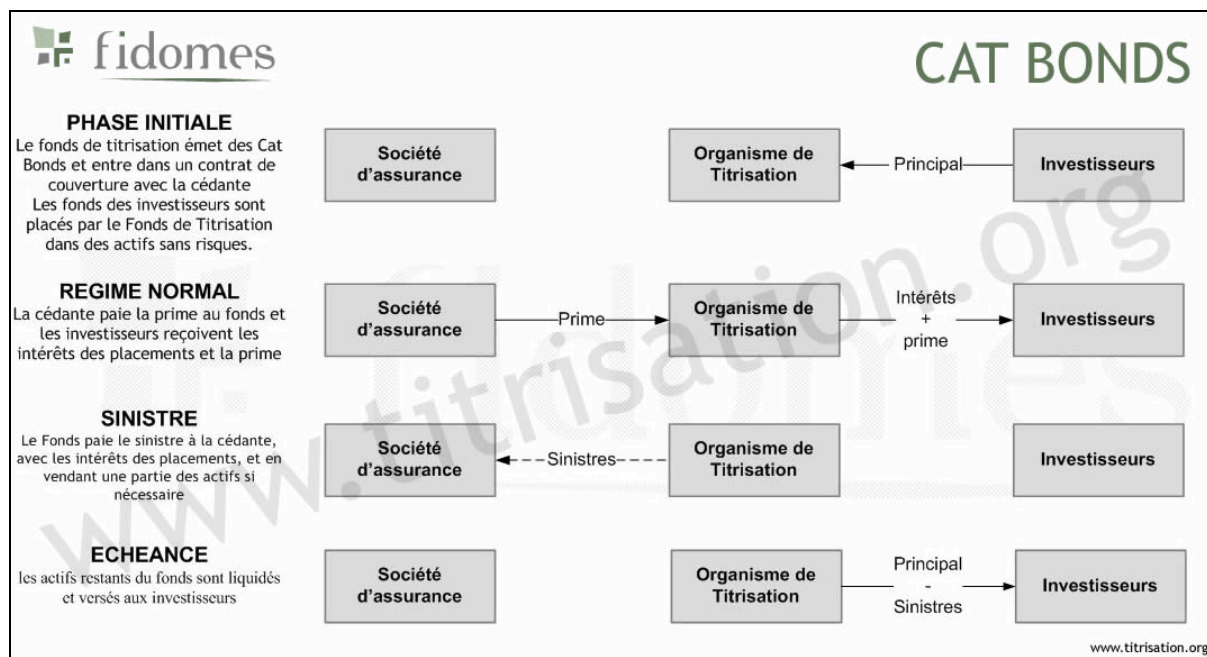 fidomes
CAT BONDS
PHASE INITIALE
Le fonds de titrisation émet des Cat
Bonds et entre dans un contrat de
couverture avec la cédante
Les fonds des investisseurs sont
placés par le Fonds de Titrisation
dans des actifs sans risques.
Société
d'assurance
Organisme de
Titrisation
Principal
Investisseurs
REGIME NORMAL
La cédante paie la prime au fonds et
les investisseurs reçoivent les
intérêts des placements et la prime
Société
d'assurance
Prime
Organisme de
Titrisation
Intérêts
+
prime
Investisseurs
SINISTRE
Le Fonds paie le sinistre à la cédante,
avec les intérêts des placements, et en
vendant une partie des actifs si
nécessaire
Société
d'assurance
Sinistres
Organisme de
Titrisation
Investisseurs
ECHEANCE
les actifs restants du fonds sont liquidés
et versés aux investisseurs
Société
d'assurance
Organisme de
Titrisation
Principal
-
Sinistres
Investisseurs
www.titrisation.org
www.titrisation.org
fidomes